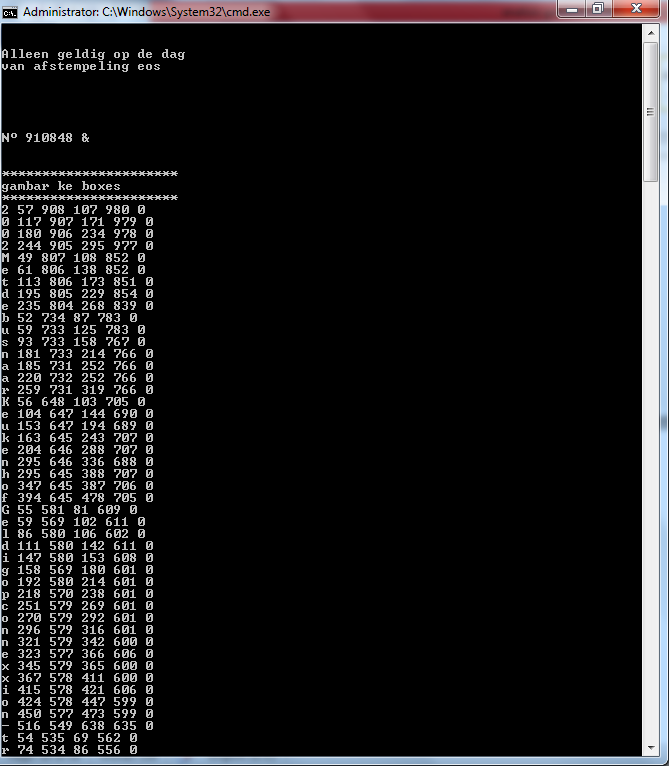 Administrator: C:\Windows\System32\cmd.exe
Alleen geldig op de dag
van afstempeling eos
Nº 910848 &
**********************
gambar ke boxes
**********************
2 57 908 107 980 0
0 117 907 171 979 0
0 180 906 234 978 0
2 244 905 295 977 0
M 49 807 108 852 0
e 61 806 138 852 0
t 113 806 173 851 0
d 195 805 229 854 0
e 235 804 268 839 0
b 52 734 87 783 0
u 59 733 125 783 0
s 93 733 158 767 0
n 181 733 214 766 0
a 185 731 252 766 0
a 220 732 252 766 0
r 259 731 319 766 0
K 56 648 103 705 0
e 104 647 144 690 0
u 153 647 194 689 0
k 163 645 243 707 0
e 204 646 288 707 0
n 295 646 336 688 0
h 295 645 388 707 0
o 347 645 387 706 0
f 394 645 478 705 0
G 55 581 81 609 0
e 59 569 102 611 0
l 86 580 106 602 0
d 111 580 142 611 0
i 147 580 153 608 0
g 158 569 180 601 0
o 192 580 214 601 0
p 218 570 238 601 0
c 251 579 269 601 0
o 270 579 292 601 0
n 296 579 316 601 0
n 321 579 342 600 0
e 323 577 366 606 0
x 345 579 365 600 0
x 367 578 411 600 0
i 415 578 421 606 0
o 424 578 447 599 0
n 450 577 473 599 0
- 516 549 638 635 0
t 54 535 69 562 0
r 74 534 86 556 0